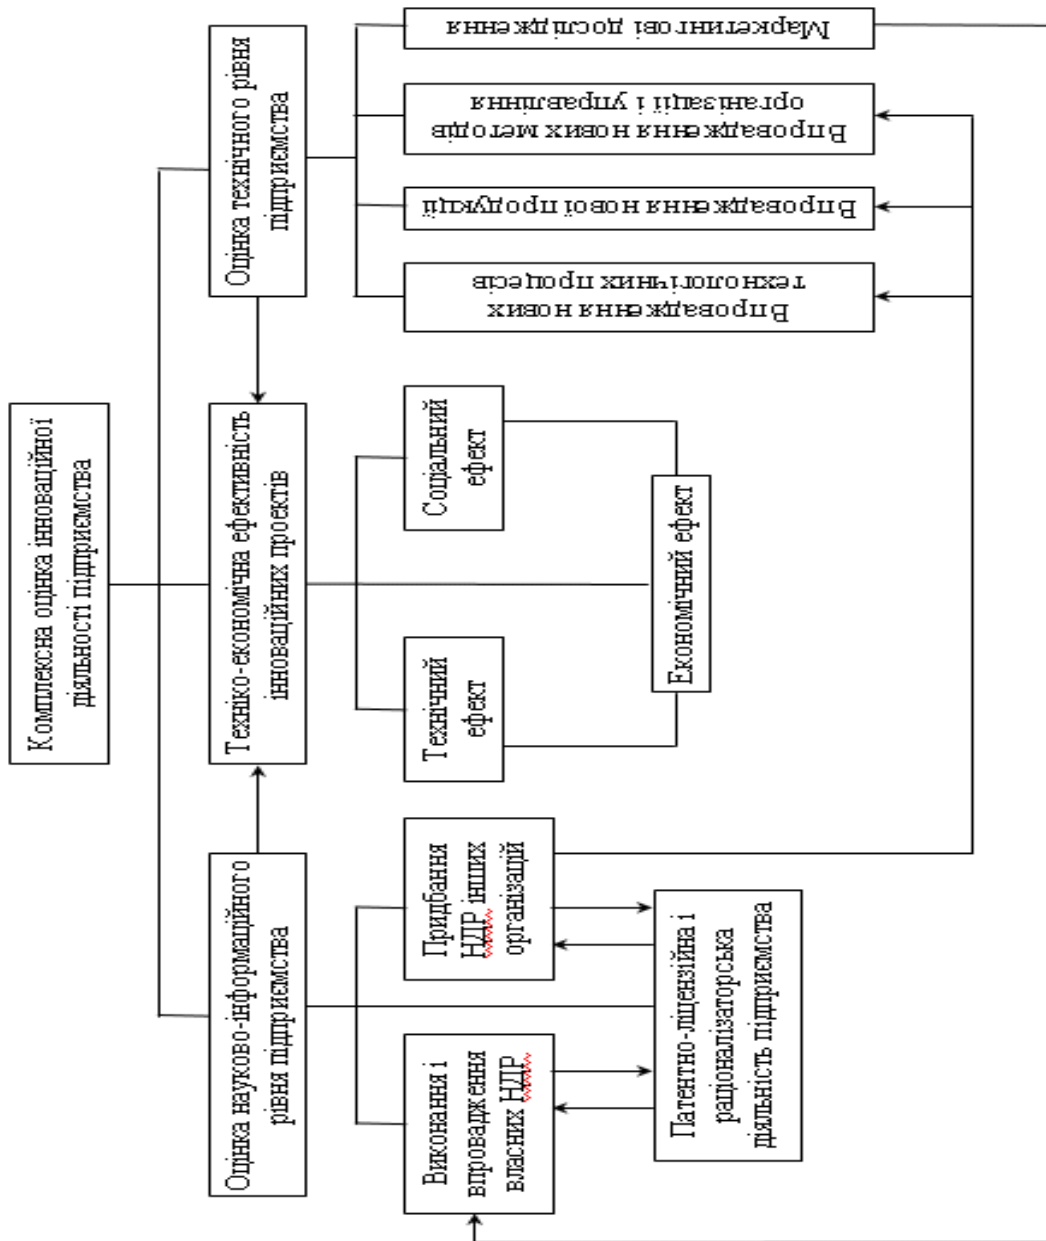 Комплексна оцінка інноваційної
діяльності підприємства
Оцінка науково-інформаційного
рівня підприємства
Техніко-економічна ефективність
інноваційних проектів
Оцінка технічного рівня
підприємства
Виконання і
впровадження
власних НДР
Придбання
НДР інших
організацій
Технічний
ефект
Соціальний
ефект
Впровадження нових
технологічних процесів
Впровадження нової продукції
Впровадження нових методів
організації і управління
Маркетингові дослідження
Патентно-ліцензійна і
раціоналізаторська
діяльність підприємства
Економічний ефект